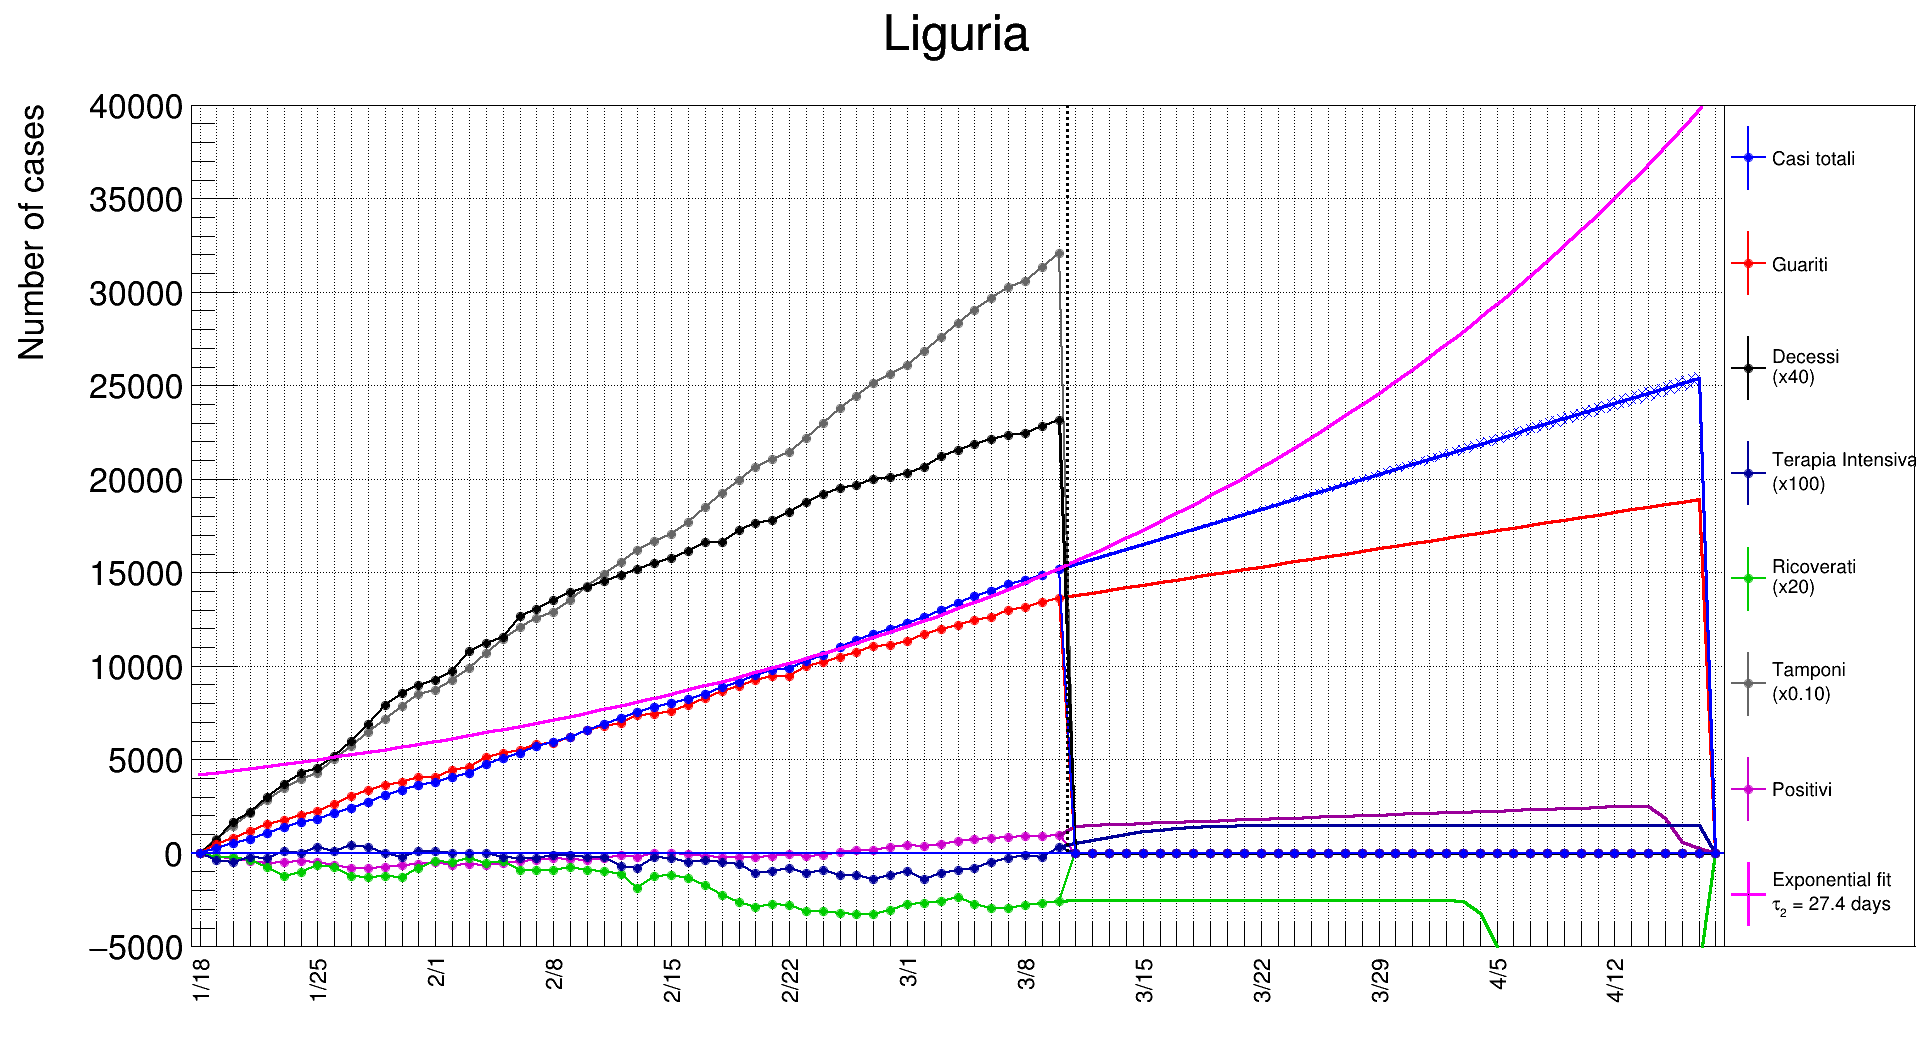 Liguria
Number of cases
40000
35000
30000
25000
20000
15000
10000
5000
0
−5000
1/18
1/25
2/1
2/8
2/15
2/22
3/1
3/8
3/15
3/22
3/29
4/5
4/12
Casi totali
Guariti
Decessi
(x40)
Terapia Intensiva
(x100)
Ricoverati
(x20)
Tamponi
(x0.10)
Positivi
Exponential fit
τ2 = 27.4 days